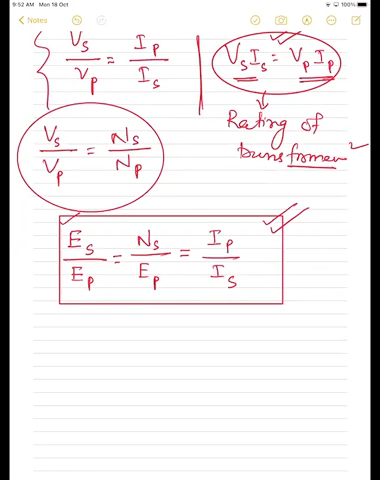 9:52 AM Mon 18 Oct
100%
Notes
Vs/Vp = Ip/Is
VsIs = VpIp
Rating of
transformer
Vs/Vp = Ns/Np
Es/Ep = Ns/Ep = Ip/Is